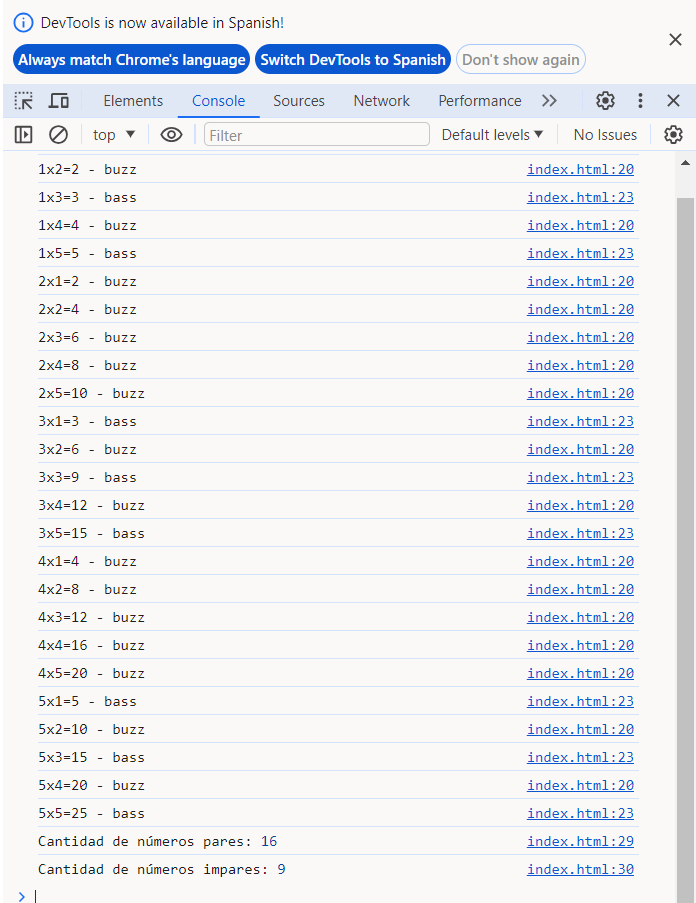 DevTools is now available in Spanish!
Always match Chrome's language Switch DevTools to Spanish Don't show again
Elements Console Sources Network Performance
top Filter Default levels No Issues
1x2=2 - buzz index.html:20
1x3=3 - bass index.html:23
1x4=4 - buzz index.html:20
1x5=5 - bass index.html:23
2x1=2 - buzz index.html:20
2x2=4 - buzz index.html:20
2x3=6 - buzz index.html:20
2x4=8 - buzz index.html:20
2x5=10 - buzz index.html:20
3x1=3 - bass index.html:23
3x2=6 - buzz index.html:20
3x3=9 - bass index.html:23
3x4=12 - buzz index.html:20
3x5=15 - bass index.html:23
4x1=4 - buzz index.html:20
4x2=8 - buzz index.html:20
4x3=12 - buzz index.html:20
4x4=16 - buzz index.html:20
4x5=20 - buzz index.html:20
5x1=5 - bass index.html:23
5x2=10 - buzz index.html:20
5x3=15 - bass index.html:23
5x4=20 - buzz index.html:20
5x5=25 - bass index.html:23
Cantidad de números pares: 16 index.html:29
Cantidad de números impares: 9 index.html:30